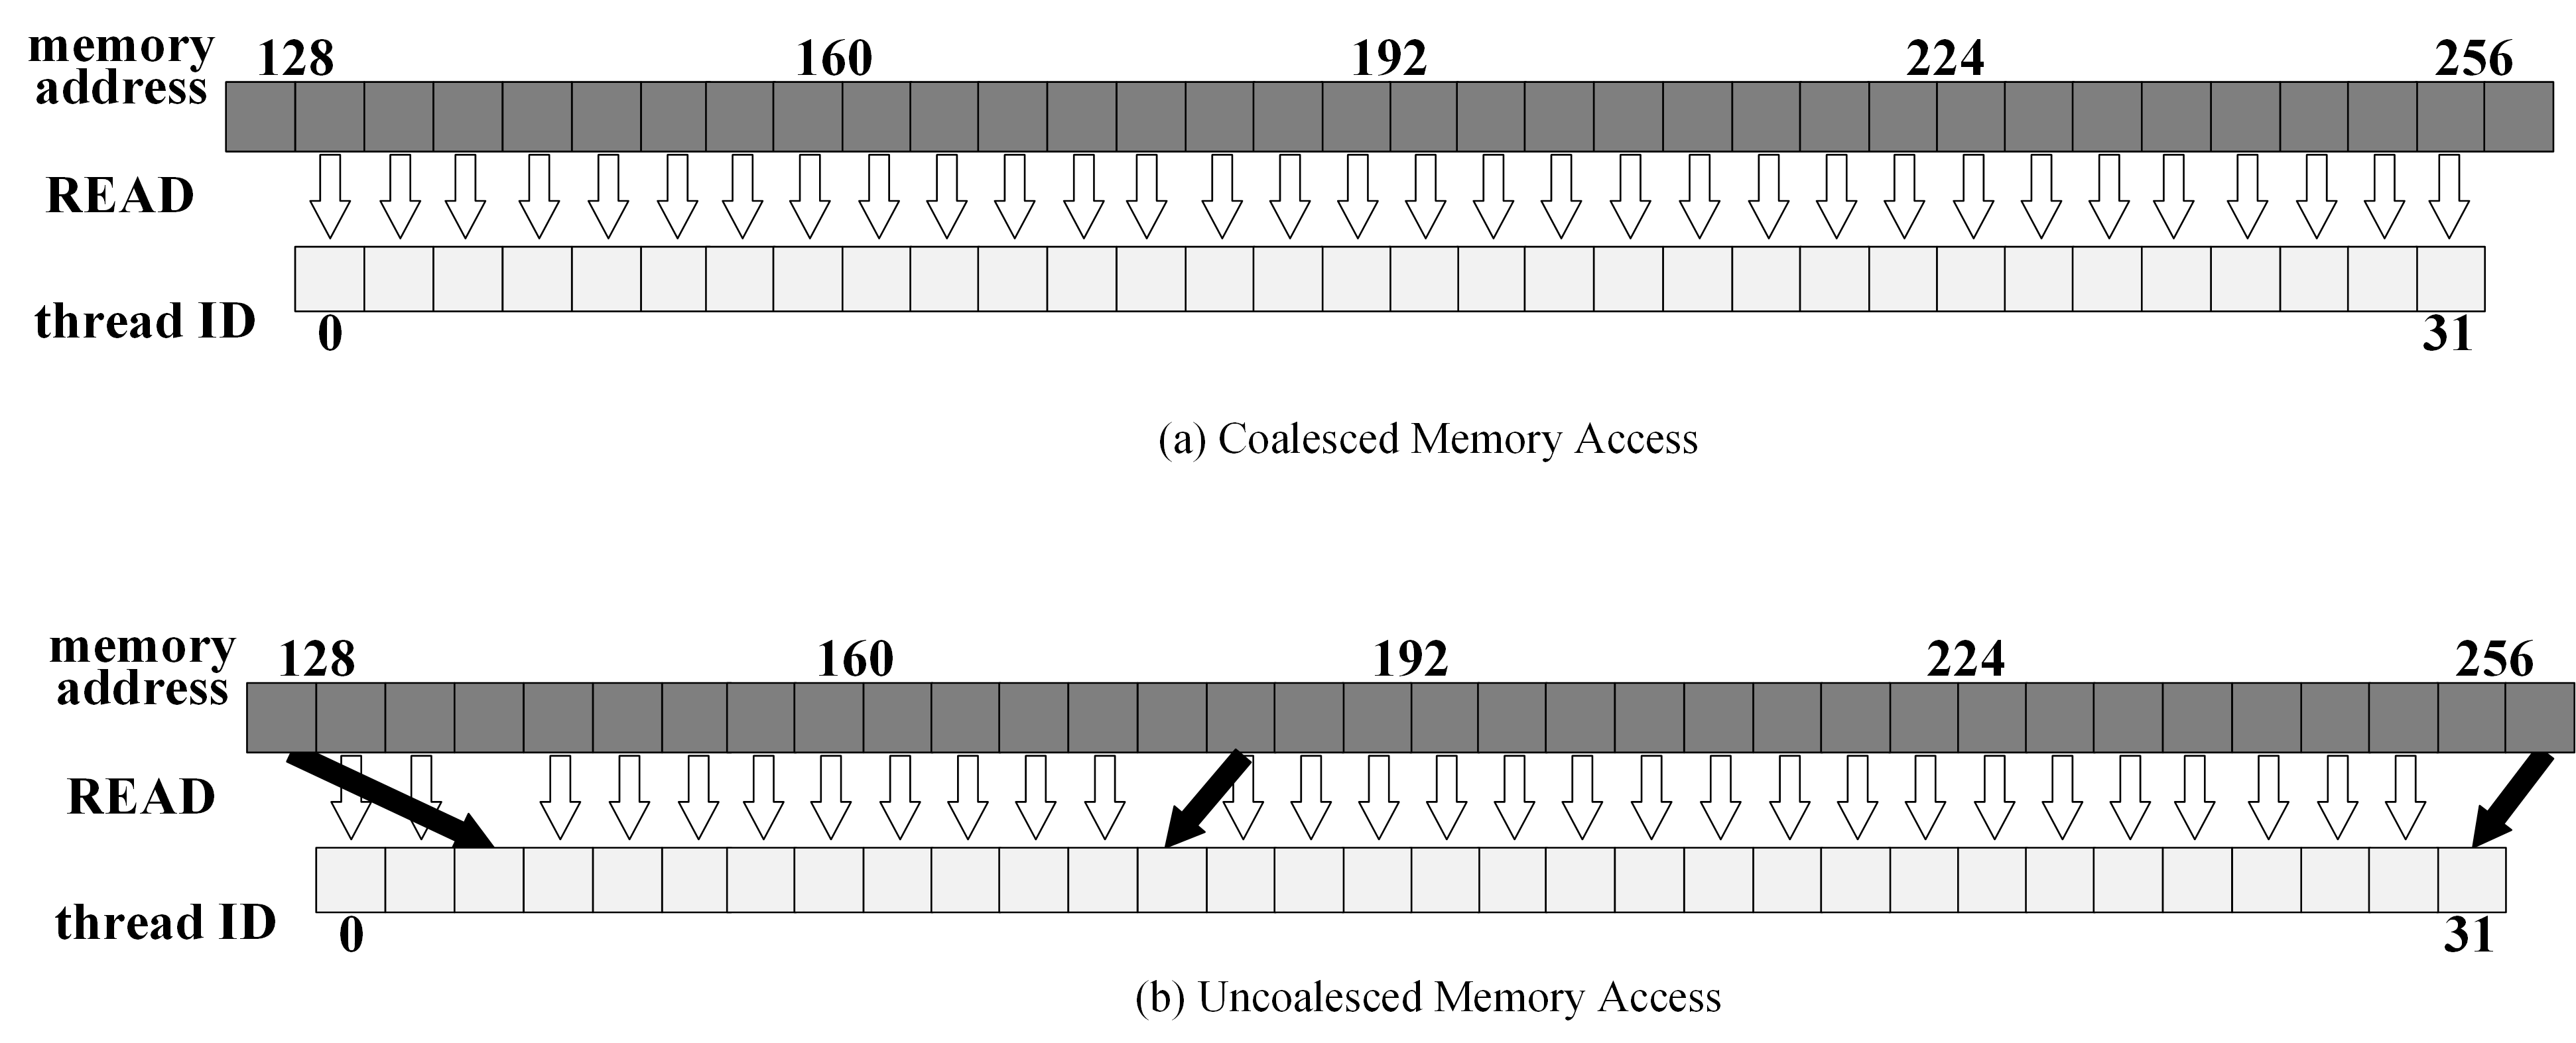 memory
address
128 160 192 224 256
READ
thread ID
0 31
(a) Coalesced Memory Access
memory
address
128 160 192 224 256
READ
thread ID
0 31
(b) Uncoalesced Memory Access